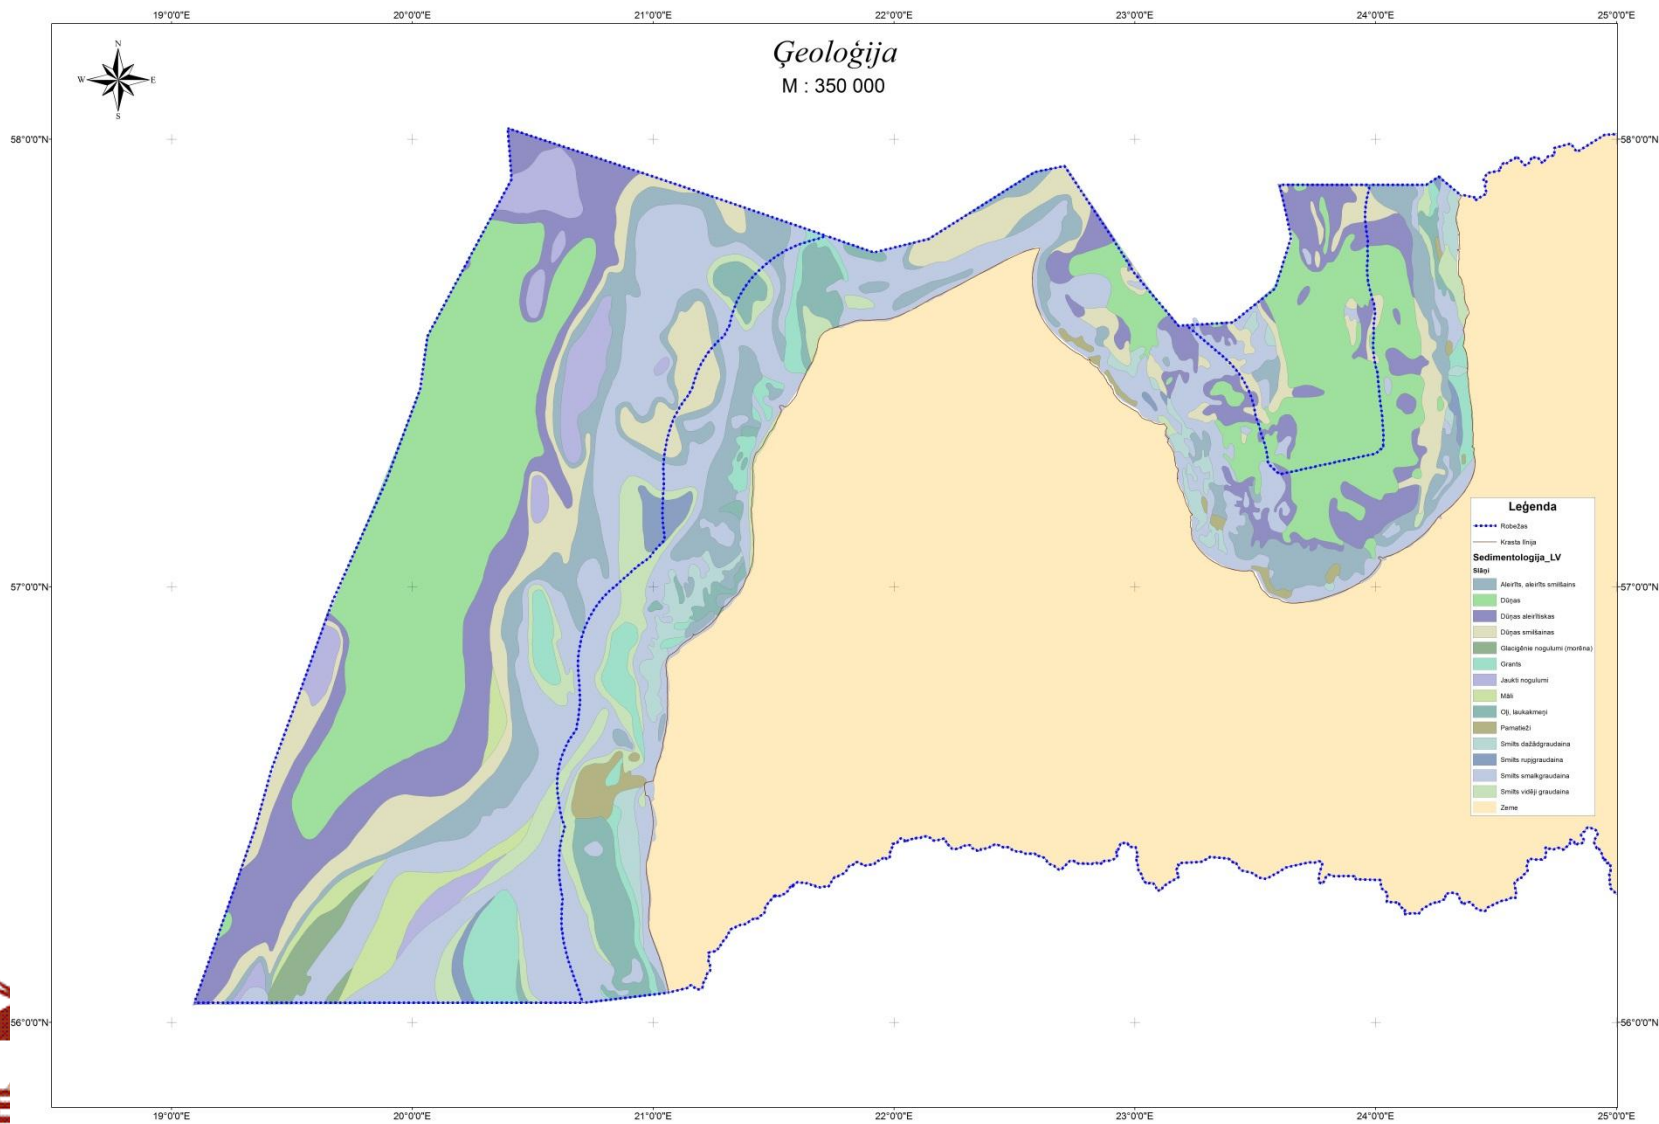 19°0'0"E 20°0'0"E 21°0'0"E 22°0'0"E 23°0'0"E 24°0'0"E 25°0'0"E
Ģeoloģija
M : 350 000
N
W E
S
58°0'0"N 58°0'0"N
57°0'0"N 57°0'0"N
56°0'0"N 56°0'0"N
Leģenda
Robežas
Krasta līnija
Sedimentologija_LV
Slāņi
Aleirīts, aleirīts smilšains
Dūņas
Dūņas aleirītiskas
Dūņas smilšainas
Glacigēnie nogulumi (morēna)
Grants
Jaukti nogulumi
Māli
Oļi, laukakmeņi
Pamatieži
Smilts dažādgraudaina
Smilts rupjgraudaina
Smilts smalkgraudaina
Smilts vidēji graudaina
Zeme
19°0'0"E 20°0'0"E 21°0'0"E 22°0'0"E 23°0'0"E 24°0'0"E 25°0'0"E